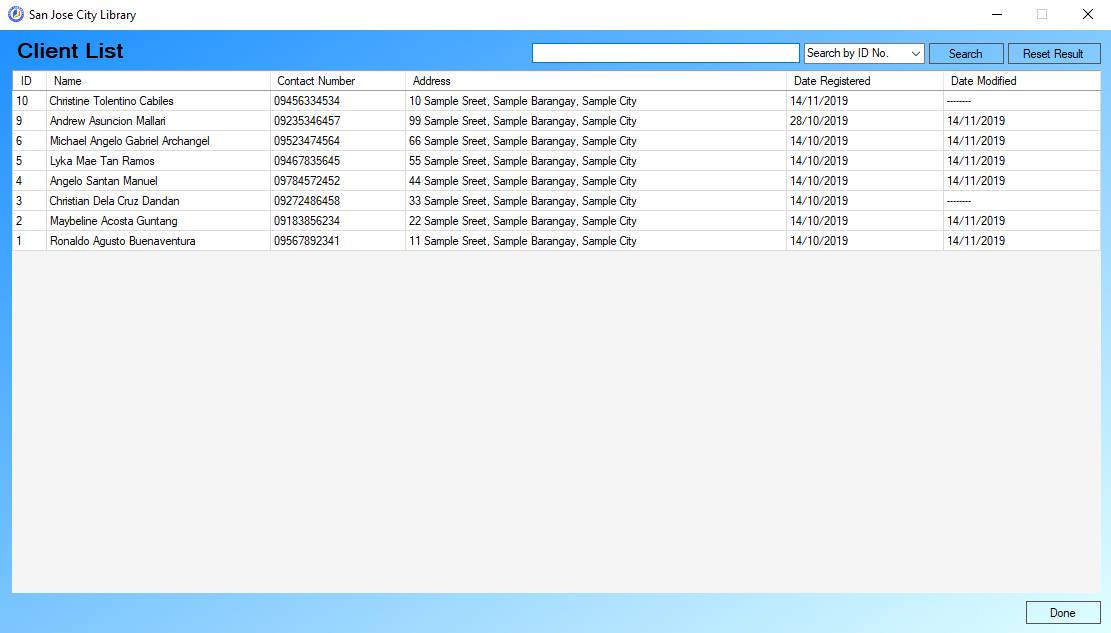 San Jose City Library
Client List
Search by ID No. Search Reset Result
ID Name Contact Number Address Date Registered Date Modified
10 Christine Tolentino Cabiles 09456334534 10 Sample Sreet, Sample Barangay, Sample City 14/11/2019 --------
9 Andrew Asuncion Mallari 09235346457 99 Sample Sreet, Sample Barangay, Sample City 28/10/2019 14/11/2019
6 Michael Angelo Gabriel Archangel 09523474564 66 Sample Sreet, Sample Barangay, Sample City 14/10/2019 14/11/2019
5 Lyka Mae Tan Ramos 09467835645 55 Sample Sreet, Sample Barangay, Sample City 14/10/2019 14/11/2019
4 Angelo Santan Manuel 09784572452 44 Sample Sreet, Sample Barangay, Sample City 14/10/2019 14/11/2019
3 Christian Dela Cruz Dandan 09272486458 33 Sample Sreet, Sample Barangay, Sample City 14/10/2019 --------
2 Maybeline Acosta Guntang 09183856234 22 Sample Sreet, Sample Barangay, Sample City 14/10/2019 14/11/2019
1 Ronaldo Agusto Buenaventura 09567892341 11 Sample Sreet, Sample Barangay, Sample City 14/10/2019 14/11/2019
Done